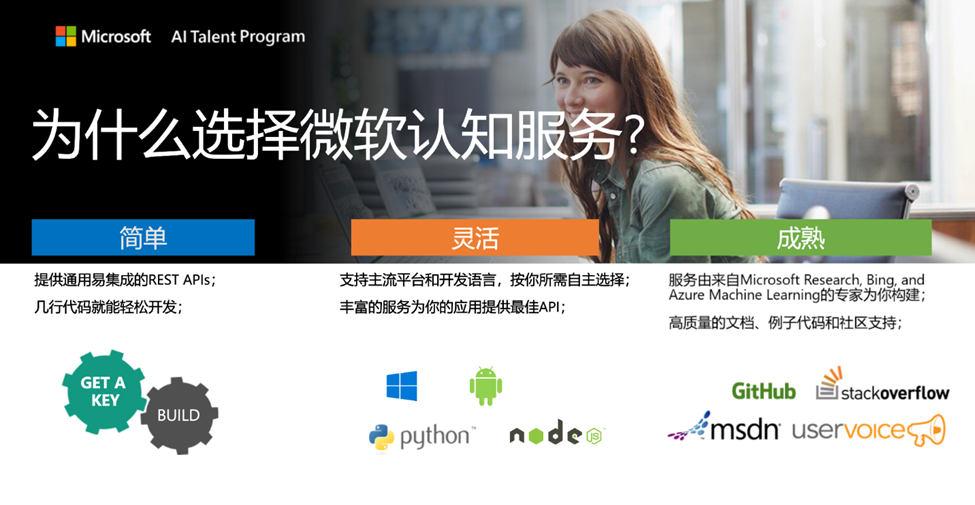 Microsoft AI Talent Program
为什么选择微软认知服务?
简单
提供通用易集成的REST APIs；
几行代码就能轻松开发；
GET A
KEY
BUILD
灵活
支持主流平台和开发语言，按你所需自主选择；
丰富的服务为你的应用提供最佳API；
python™
node
JS
成熟
服务由来自Microsoft Research, Bing, and
Azure Machine Learning的专家为你构建；
高质量的文档、例子代码和社区支持；
GitHub
stackoverflow
msdn
uservoice